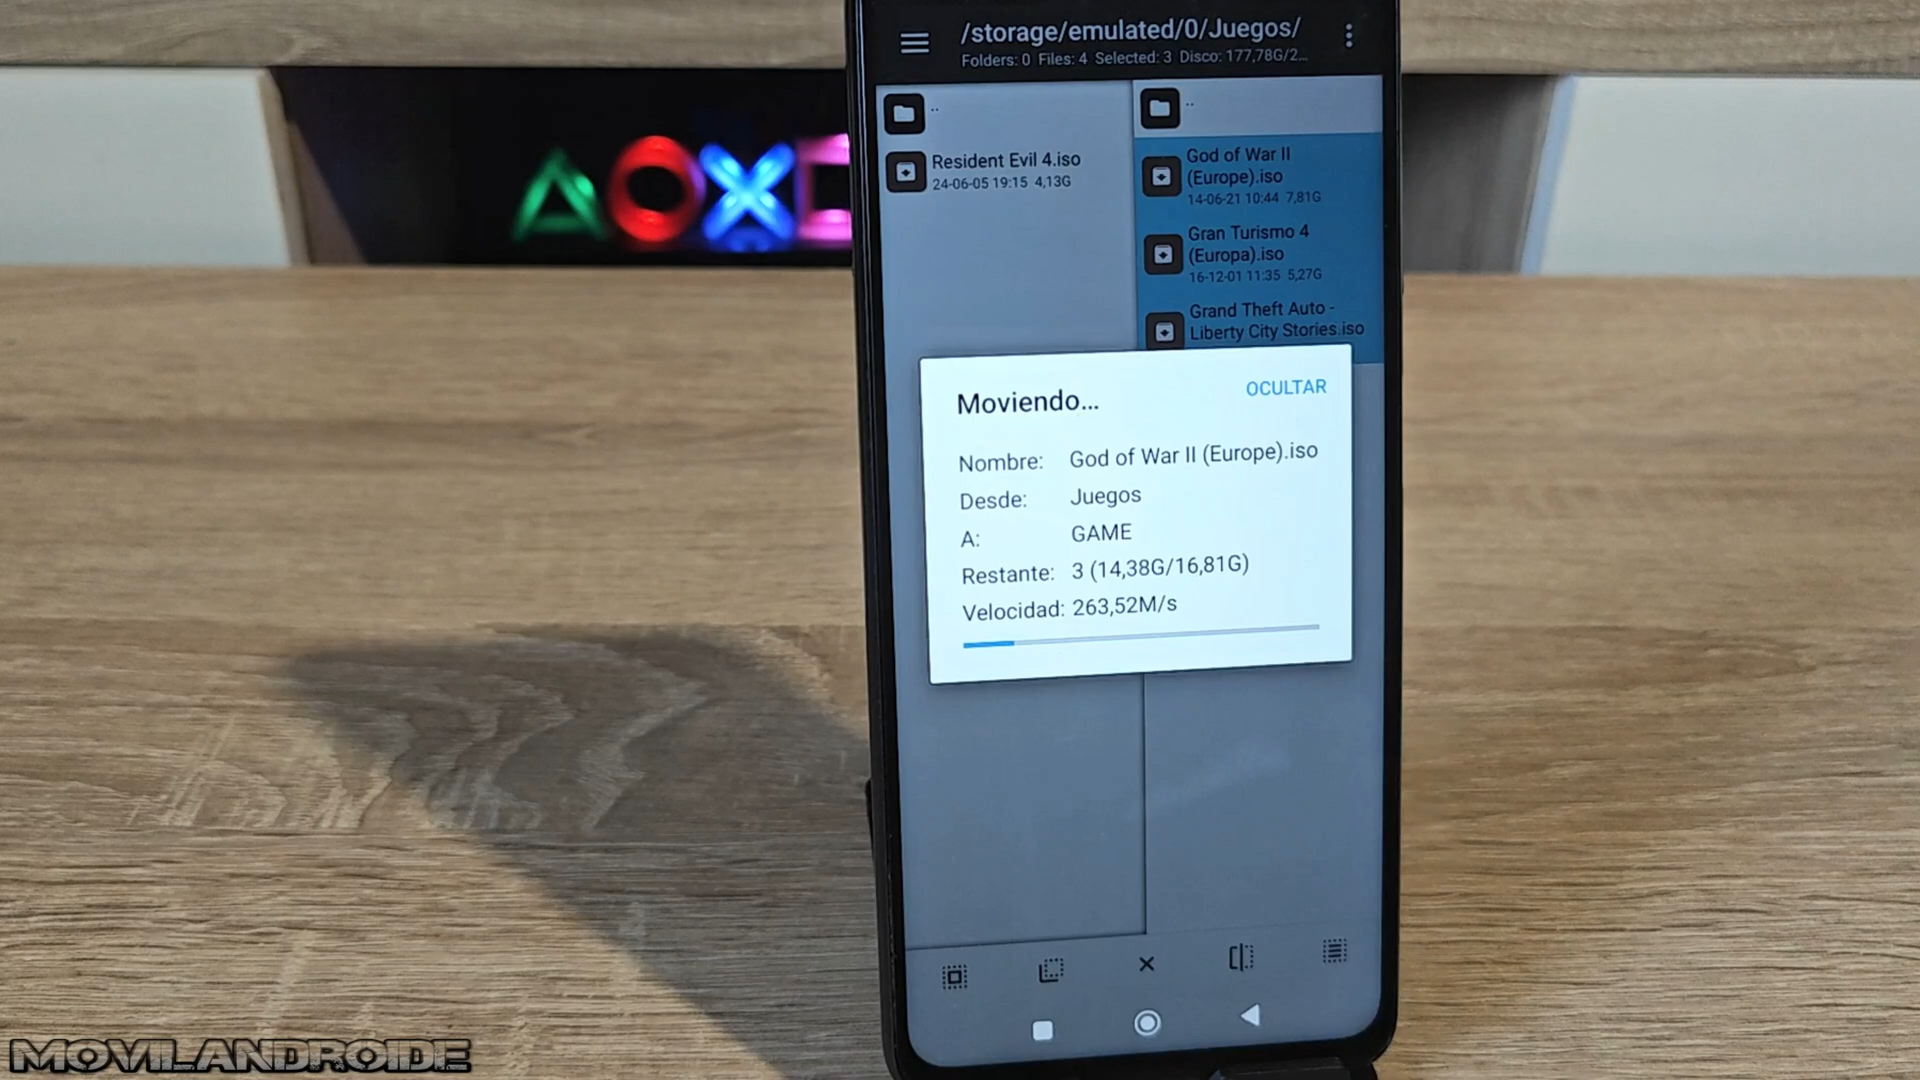 /storage/emulated/0/Juegos/
Folders: 0 Files: 4 Selected: 3 Disco: 177,78G/2...
..
Resident Evil 4.iso
24-06-05 19:15 4,13G
..
God of War II
(Europe).iso
14-06-21 10:44 7,81G
Gran Turismo 4
(Europa).iso
16-12-01 11:35 5,27G
Grand Theft Auto -
Liberty City Stories.iso
Moviendo...
OCULTAR
Nombre: God of War II (Europe).iso
Desde: Juegos
A: GAME
Restante: 3 (14,38G/16,81G)
Velocidad: 263,52M/s
MOVILANDROIDE